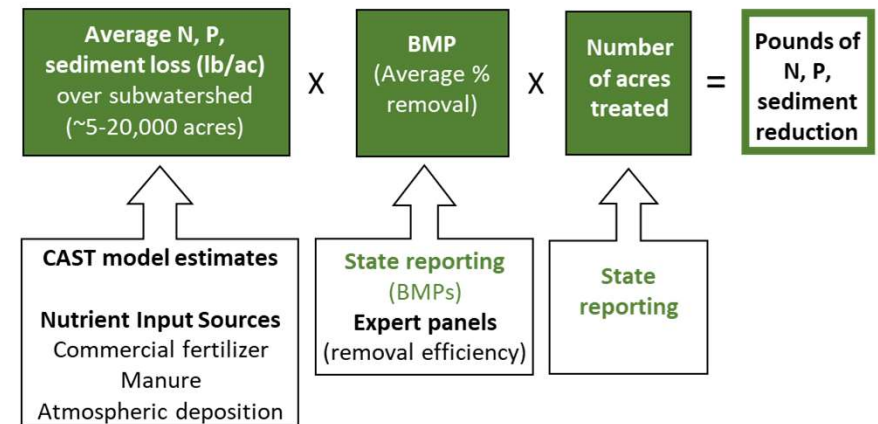 Average N, P,
sediment loss (lb/ac)
over subwatershed
(~5-20,000 acres)
X
BMP
(Average %
removal)
X
Number
of acres
treated
=
Pounds of
N, P,
sediment
reduction
CAST model estimates
Nutrient Input Sources
Commercial fertilizer
Manure
Atmospheric deposition
State reporting
(BMPs)
Expert panels
(removal efficiency)
State
reporting